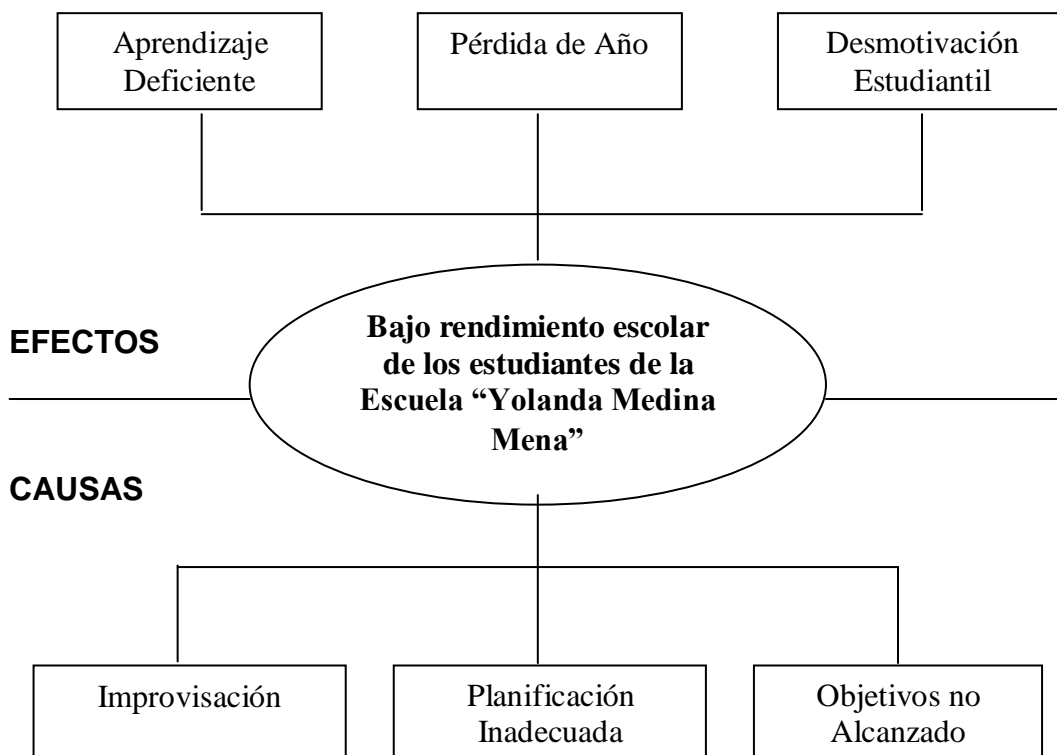 Aprendizaje
Deficiente
Pérdida de Año
Desmotivación
Estudiantil
EFECTOS
Bajo rendimiento escolar
de los estudiantes de la
Escuela “Yolanda Medina
Mena”
CAUSAS
Improvisación
Planificación
Inadecuada
Objetivos no
Alcanzado